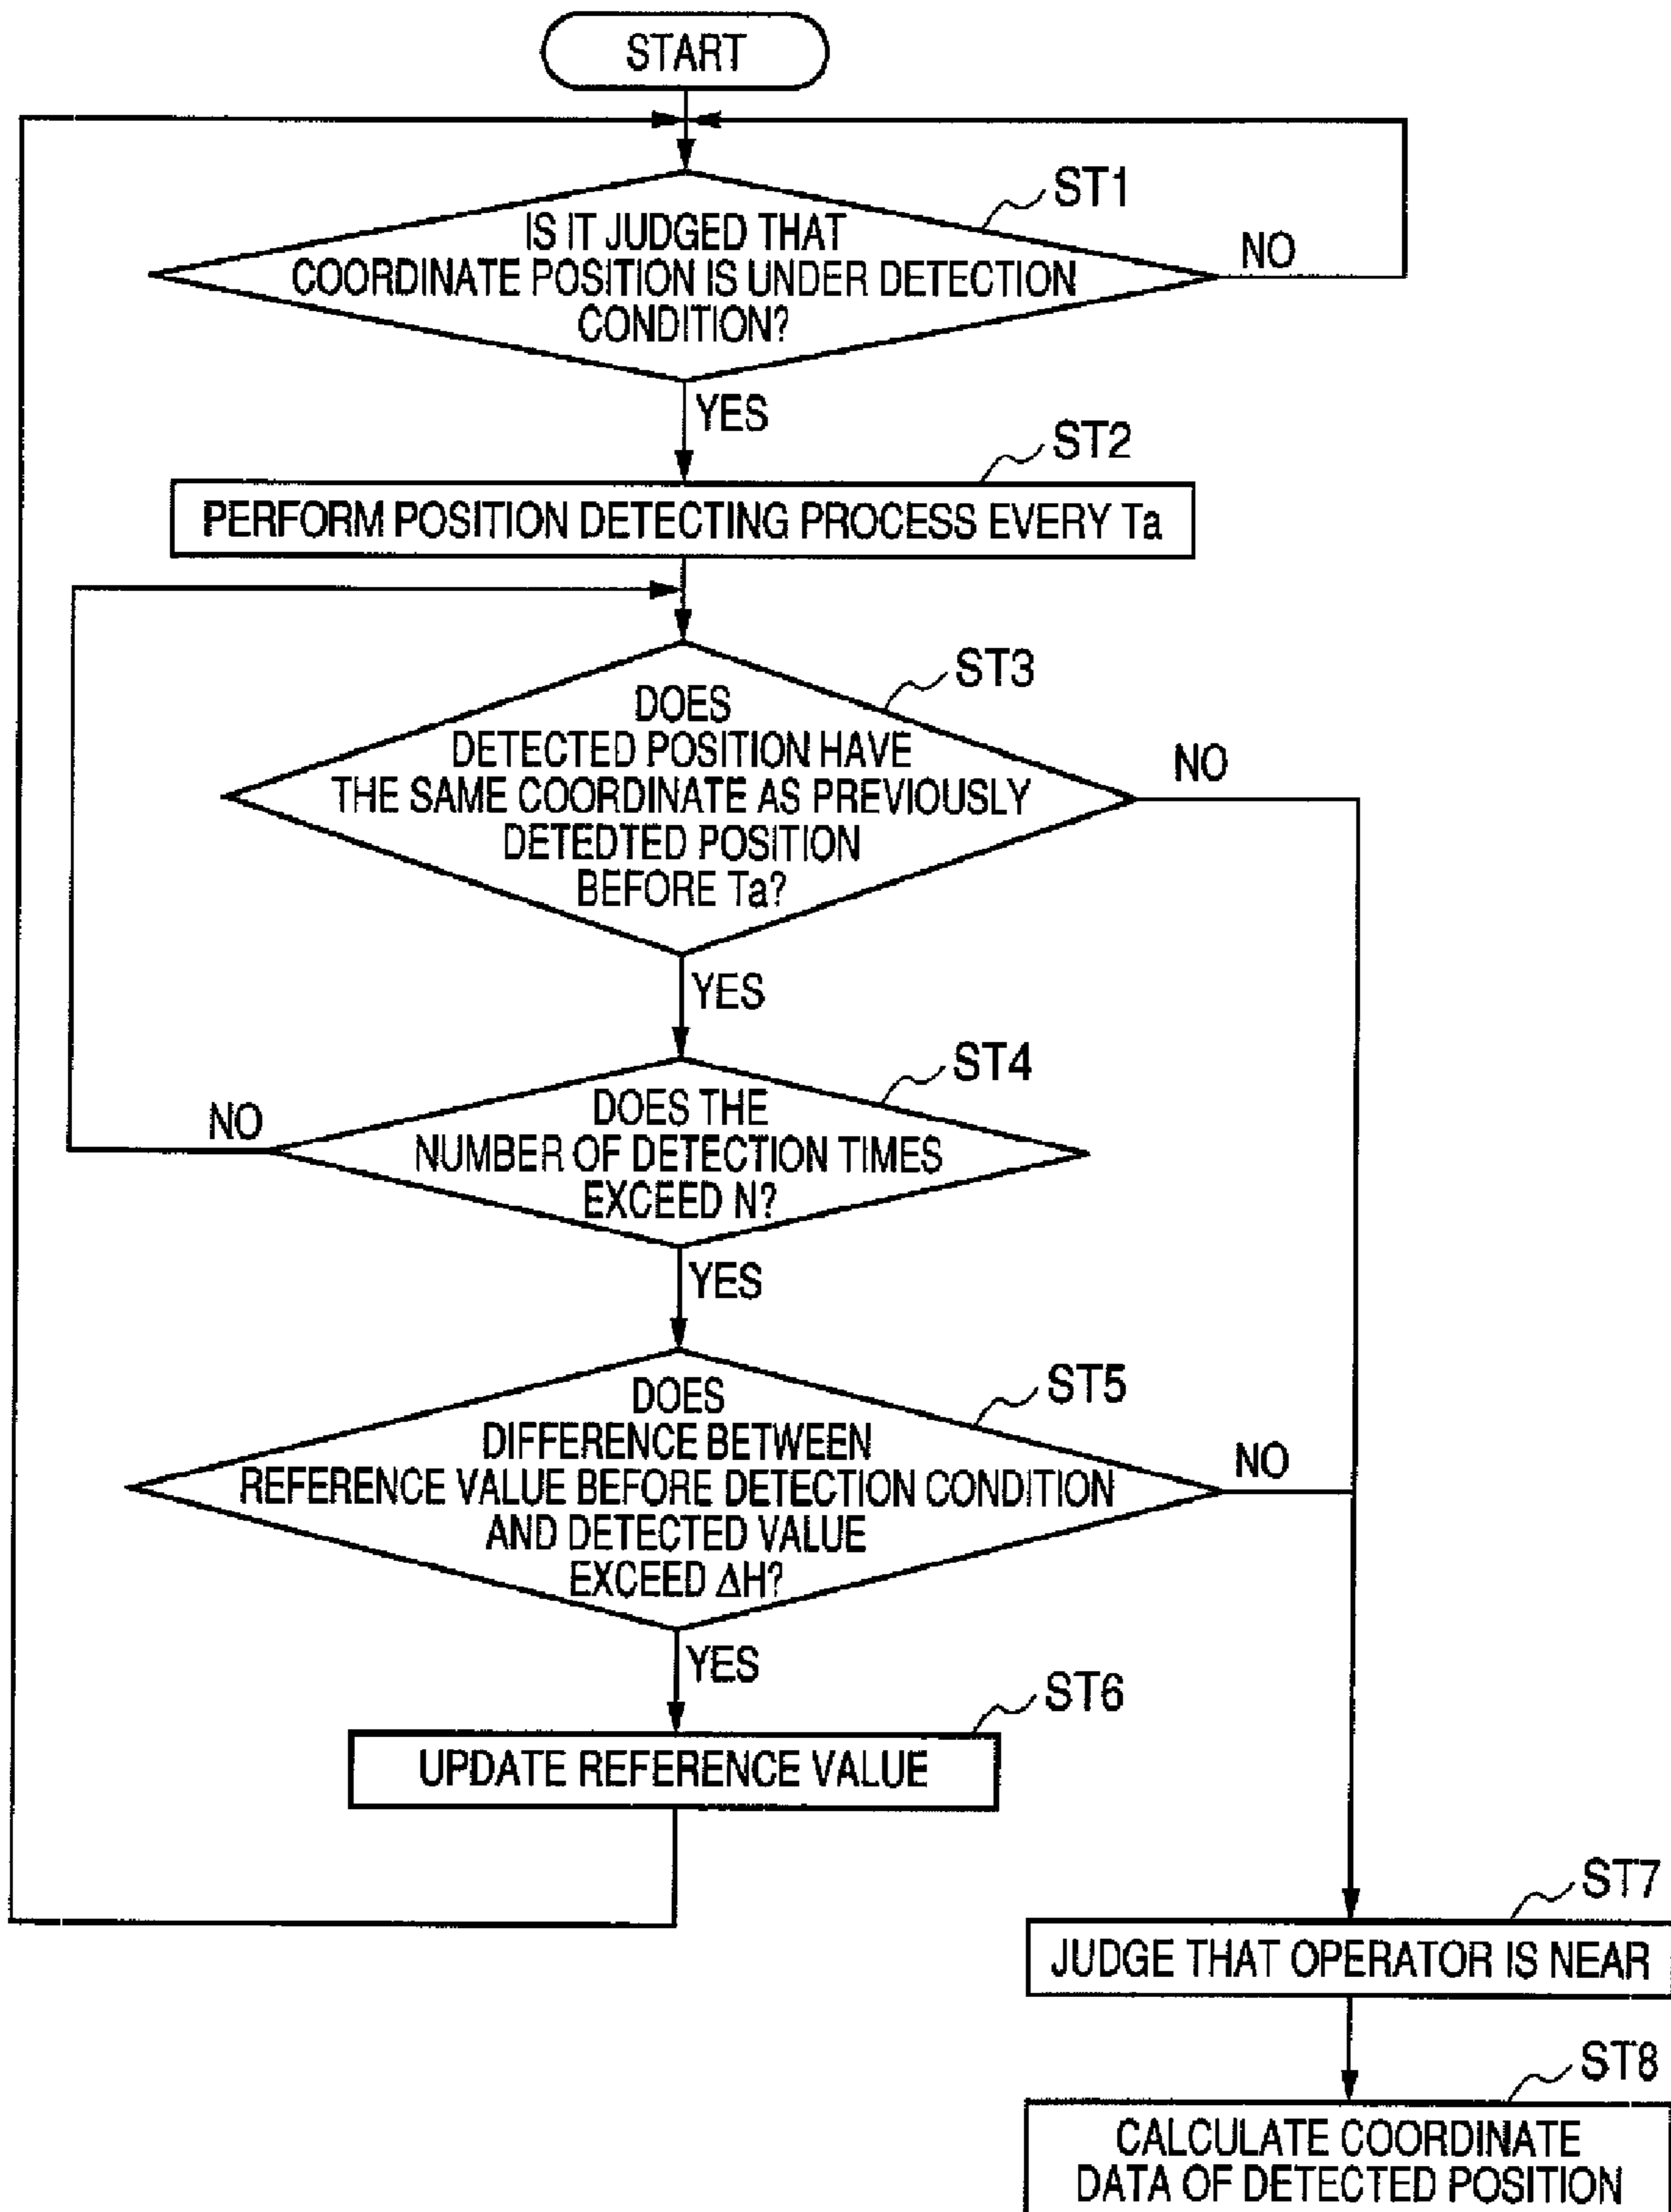 START
ST1
IS IT JUDGED THAT
COORDINATE POSITION IS UNDER DETECTION
CONDITION?
NO
YES
ST2
PERFORM POSITION DETECTING PROCESS EVERY Ta
ST3
DOES
DETECTED POSITION HAVE
THE SAME COORDINATE AS PREVIOUSLY
DETEDTED POSITION
BEFORE Ta?
NO
YES
ST4
DOES THE
NUMBER OF DETECTION TIMES
EXCEED N?
NO
YES
ST5
DOES
DIFFERENCE BETWEEN
REFERENCE VALUE BEFORE DETECTION CONDITION
AND DETECTED VALUE
EXCEED ΔH?
NO
YES
ST6
UPDATE REFERENCE VALUE
ST7
JUDGE THAT OPERATOR IS NEAR
ST8
CALCULATE COORDINATE
DATA OF DETECTED POSITION